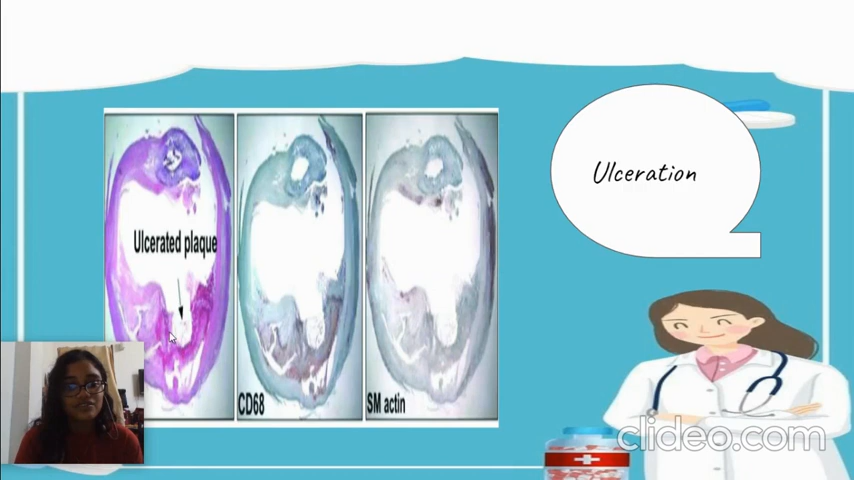 Ulceration
Ulcerated plaque
CD68
SM actin
clideo.com